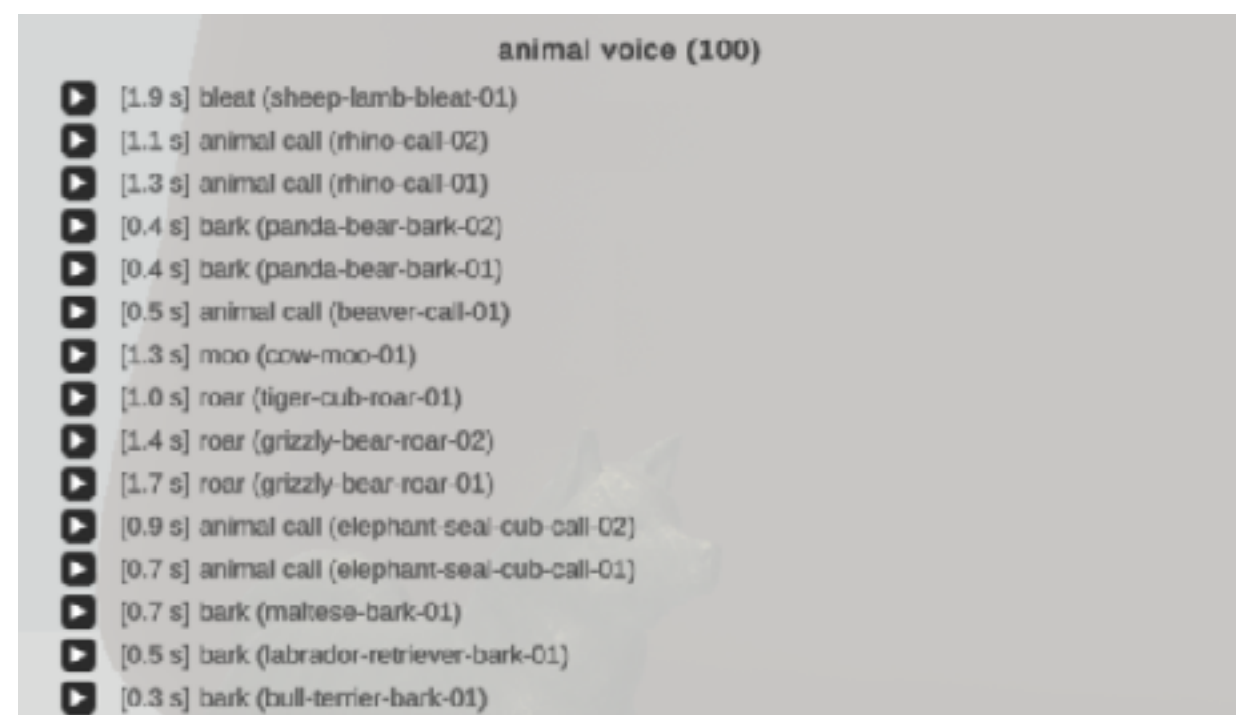 animal voice (100)
[1.9 s] bleat (sheep-lamb-bleat-01)
[1.1 s] animal call (rhino-call-02)
[1.3 s] animal call (rhino-call-01)
[0.4 s] bark (panda-bear-bark-02)
[0.4 s] bark (panda-bear-bark-01)
[0.5 s] animal call (beaver-call-01)
[1.3 s] moo (cow-moo-01)
[1.0 s] roar (tiger-cub-roar-01)
[1.4 s] roar (grizzly-bear-roar-02)
[1.7 s] roar (grizzly-bear-roar-01)
[0.9 s] animal call (elephant-seal-cub-call-02)
[0.7 s] animal call (elephant-seal-cub-call-01)
[0.7 s] bark (maltese-bark-01)
[0.5 s] bark (labrador-retriever-bark-01)
[0.3 s] bark (bull-terrier-bark-01)